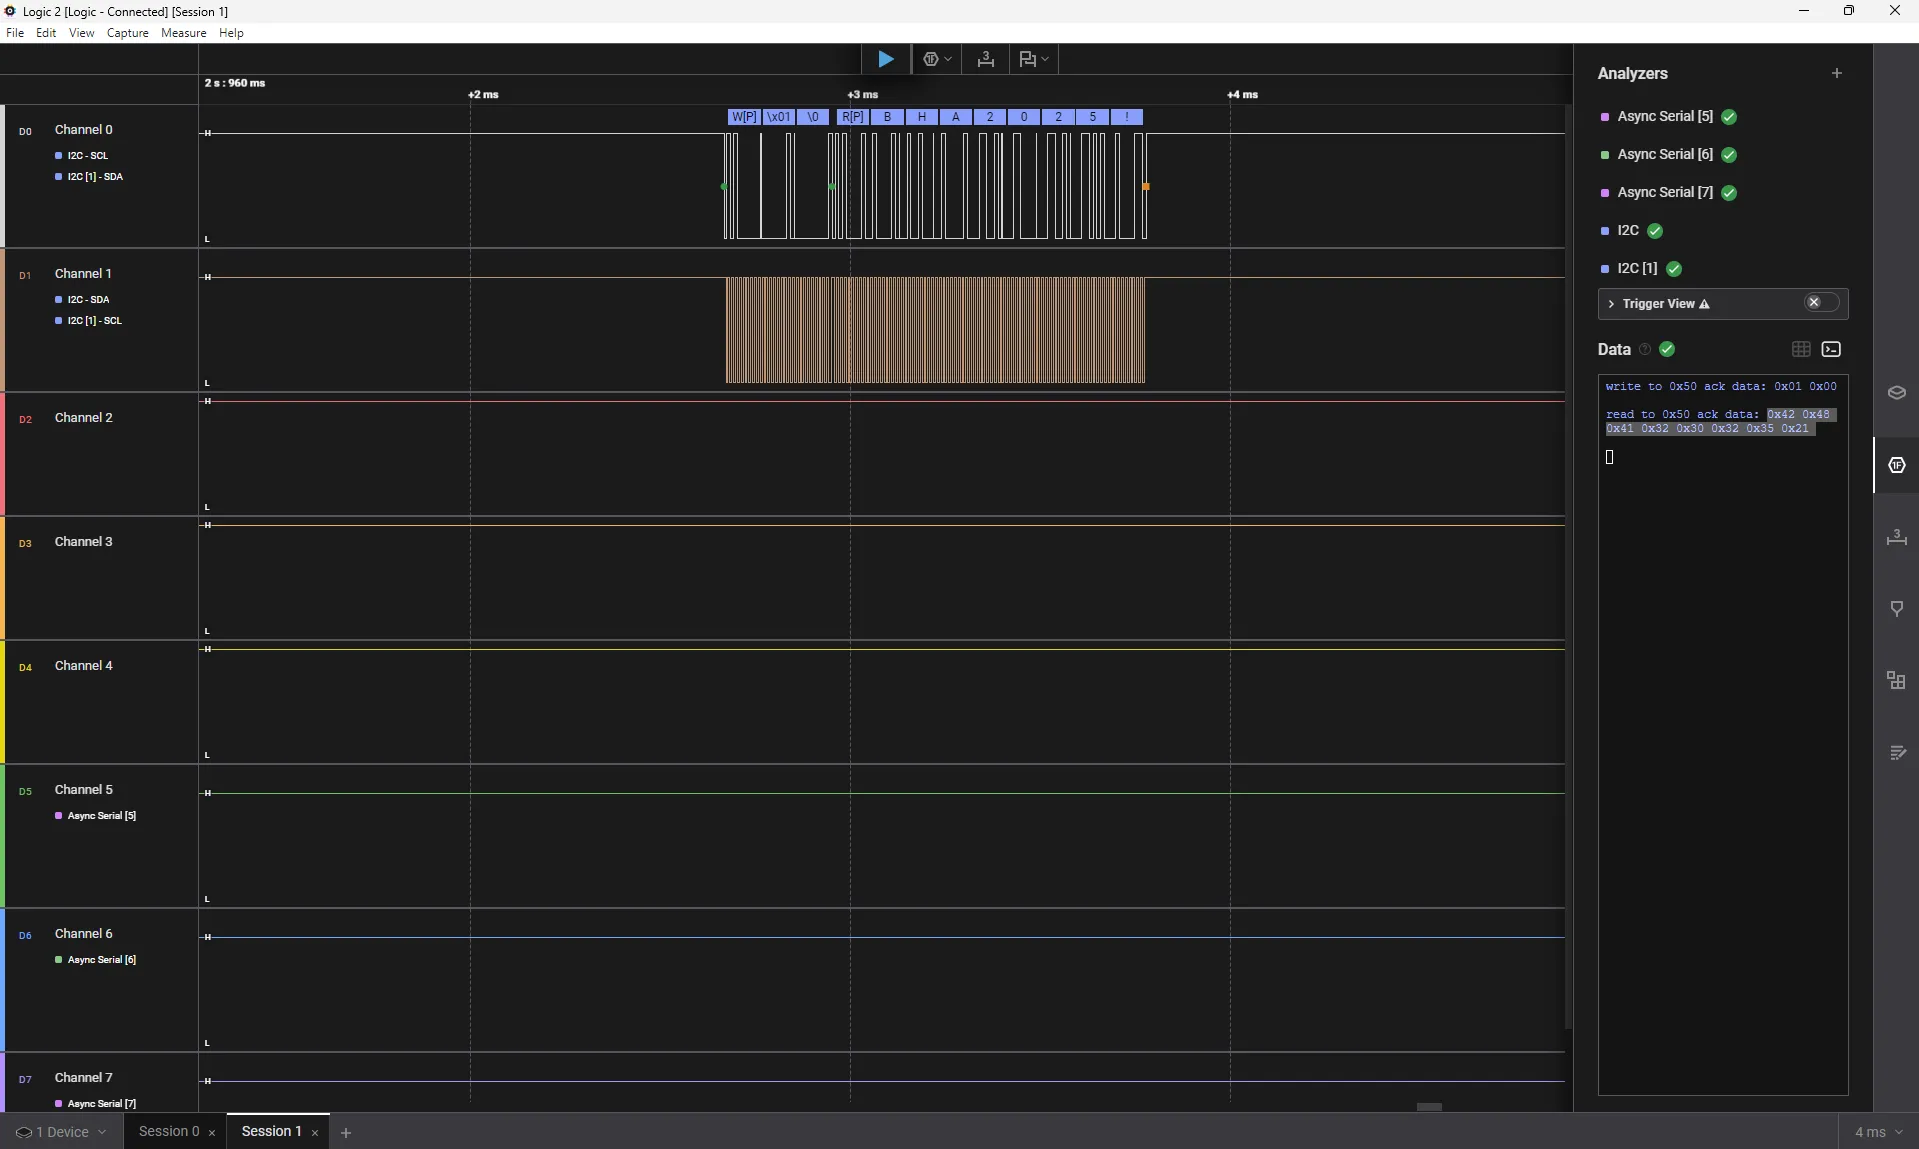 Logic 2 [Logic - Connected] [Session 1]
File Edit View Capture Measure Help
2 s : 960 ms
+2 ms +3 ms +4 ms
D0 Channel 0
I2C - SCL
I2C [1] - SDA
H
L
W[P] \x01 \0 R[P] B H A 2 0 2 5 !
D1 Channel 1
I2C - SDA
I2C [1] - SCL
H
L
D2 Channel 2
H
L
D3 Channel 3
H
L
D4 Channel 4
H
L
D5 Channel 5
Async Serial [5]
H
L
D6 Channel 6
Async Serial [6]
H
L
D7 Channel 7
Async Serial [7]
H
Analyzers
Async Serial [5]
Async Serial [6]
Async Serial [7]
I2C
I2C [1]
Trigger View
Data
write to 0x50 ack data: 0x01 0x00
read to 0x50 ack data: 0x42 0x48
0x41 0x32 0x30 0x32 0x35 0x21
1 Device Session 0 Session 1 4 ms